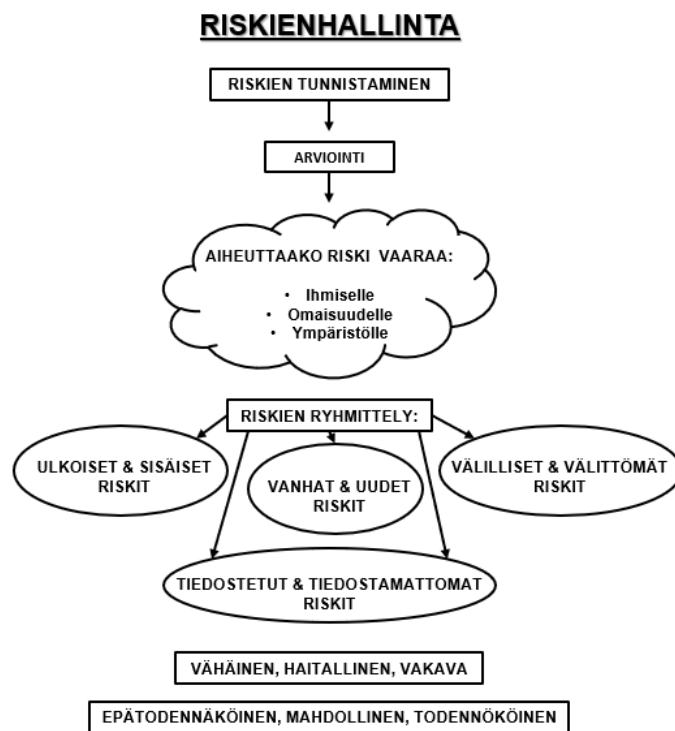 RISKIENHALLINTA
RISKIEN TUNNISTAMINEN
ARVIOINTI
AIHEUTTAAKO RISKI VAARAA:
• Ihmiselle
• Omaisuudelle
• Ympäristölle
RISKIEN RYHMITTELY:
ULKOISET & SISÄISET
RISKIT
VANHAT & UUDET
RISKIT
VÄLILLISET & VÄLITTÖMÄT
RISKIT
TIEDOSTETUT & TIEDOSTAMATTOMAT
RISKIT
VÄHÄINEN, HAITALLINEN, VAKAVA
EPÄTODENNÄKÖINEN, MAHDOLLINEN, TODENNÖKÖINEN